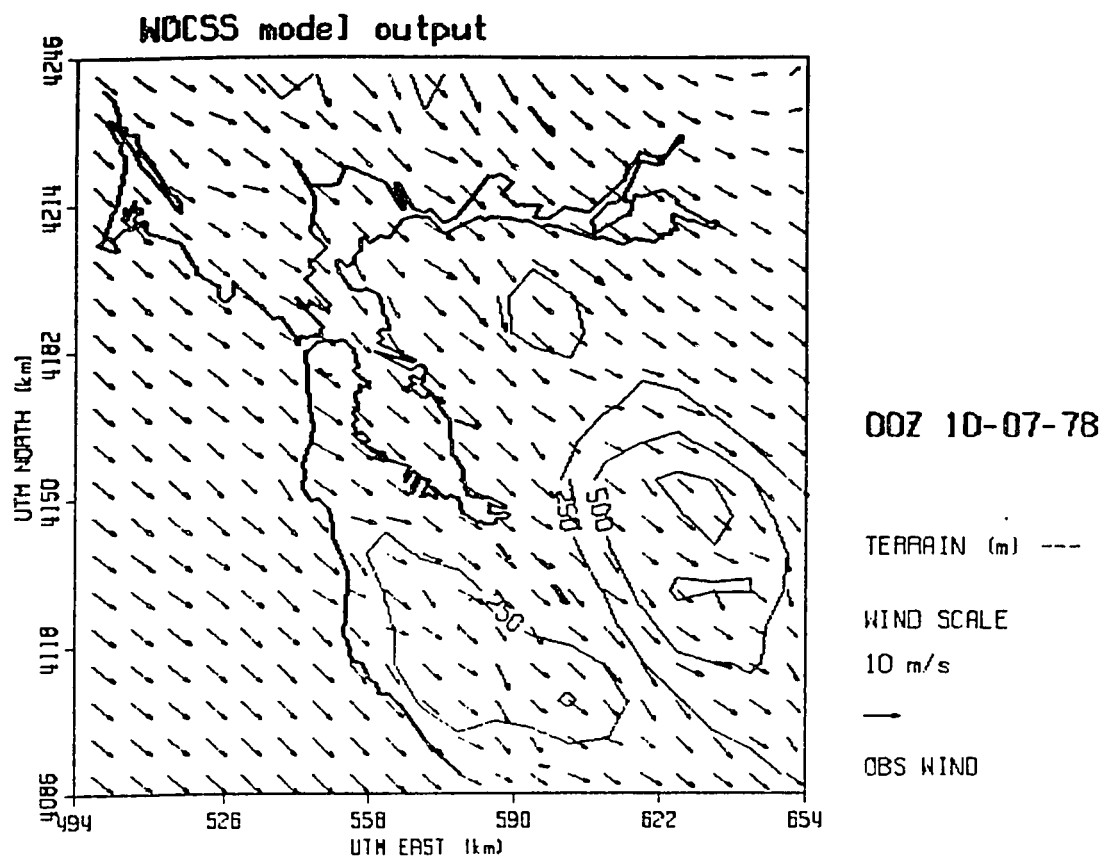 WOCSS model output
4246
4214
4182
4150
4118
4086
UTM NORTH (km)
494
526
558
590
622
654
UTM EAST (km)
250
500
00Z 10-07-78
TERRAIN (m) ---
WIND SCALE
10 m/s
OBS WIND